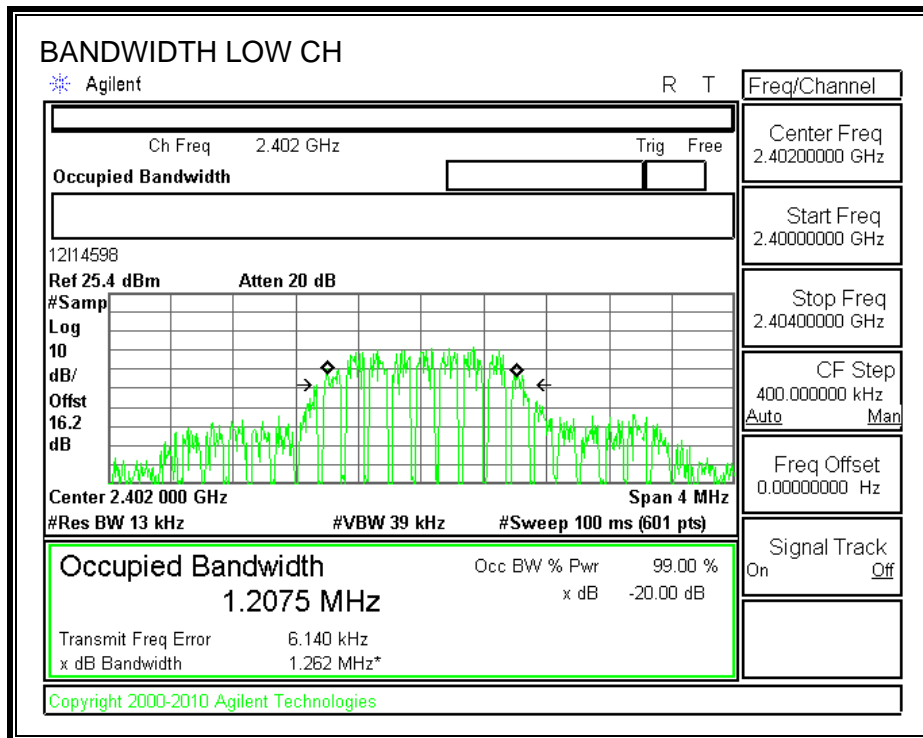 BANDWIDTH LOW CH
Agilent R T
Ch Freq 2.402 GHz Trig Free
Occupied Bandwidth
12I14598
Ref 25.4 dBm Atten 20 dB
#Samp
Log
10
dB/
Offst
16.2
dB
Center 2.402 000 GHz Span 4 MHz
#Res BW 13 kHz #VBW 39 kHz #Sweep 100 ms (601 pts)
Occupied Bandwidth Occ BW % Pwr 99.00 %
1.2075 MHz x dB -20.00 dB
Transmit Freq Error 6.140 kHz
x dB Bandwidth 1.262 MHz*
Copyright 2000-2010 Agilent Technologies
Freq/Channel
Center Freq
2.40200000 GHz
Start Freq
2.40000000 GHz
Stop Freq
2.40400000 GHz
CF Step
400.000000 kHz
Auto Man
Freq Offset
0.00000000 Hz
Signal Track
On Off